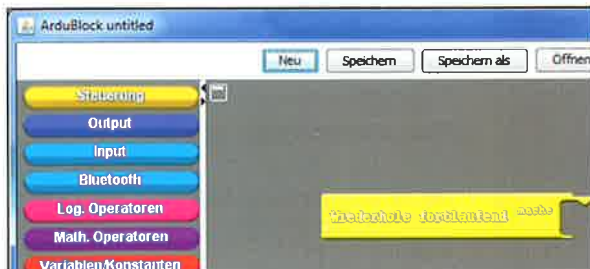 ArduBlock untitled
Neu Speichern Speichern als Öffnen
Steuerung
Output
Input
Bluetooth
Log. Operatoren
Wiederhole fortlaufend mache
Math. Operatoren
Variablen/Konstanten